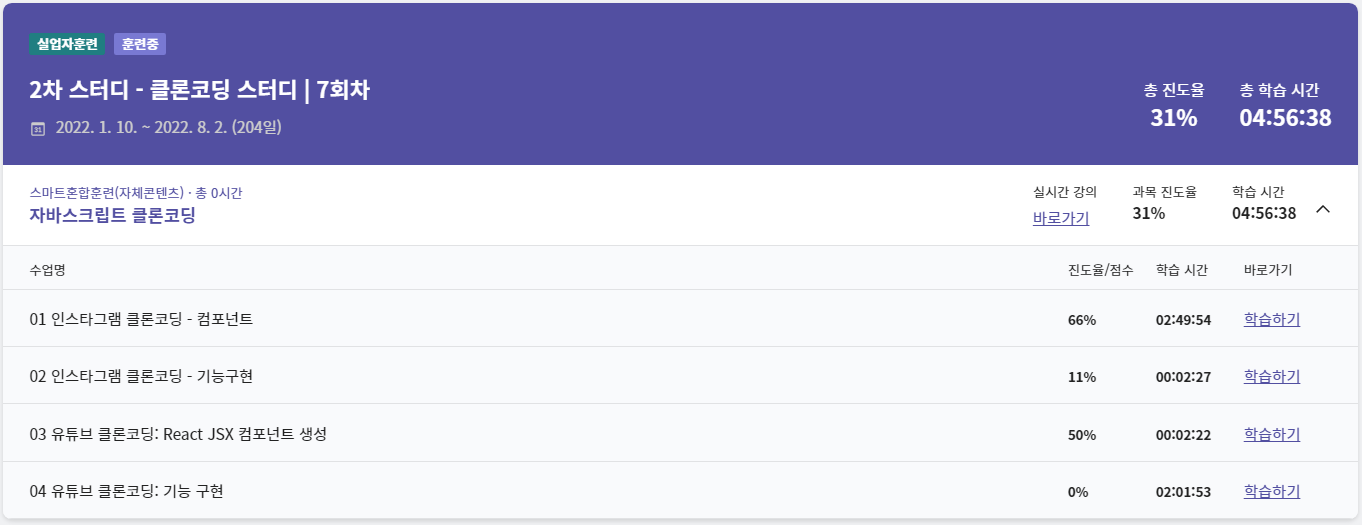 실업자훈련 훈련중
2차 스터디 - 클론코딩 스터디 | 7회차
2022. 1. 10. ~ 2022. 8. 2. (204일)
총 진도율 총 학습 시간
31% 04:56:38
스마트혼합훈련(자체콘텐츠) · 총 0시간
자바스크립트 클론코딩
실시간 강의 과목 진도율 학습 시간
바로가기 31% 04:56:38
수업명 진도율/점수 학습 시간 바로가기
01 인스타그램 클론코딩 - 컴포넌트 66% 02:49:54 학습하기
02 인스타그램 클론코딩 - 기능구현 11% 00:02:27 학습하기
03 유튜브 클론코딩: React JSX 컴포넌트 생성 50% 00:02:22 학습하기
04 유튜브 클론코딩: 기능 구현 0% 02:01:53 학습하기